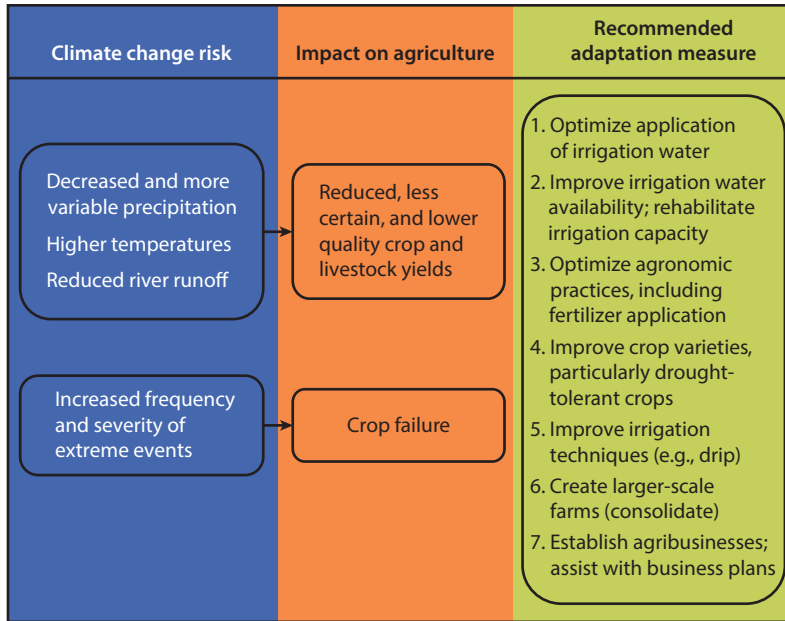 Climate change risk
Impact on agriculture
Recommended
adaptation measure
Decreased and more
variable precipitation
Higher temperatures
Reduced river runoff
Reduced, less
certain, and lower
quality crop and
livestock yields
Increased frequency
and severity of
extreme events
Crop failure
1. Optimize application
of irrigation water
2. Improve irrigation water
availability; rehabilitate
irrigation capacity
3. Optimize agronomic
practices, including
fertilizer application
4. Improve crop varieties,
particularly drought-
tolerant crops
5. Improve irrigation
techniques (e.g., drip)
6. Create larger-scale
farms (consolidate)
7. Establish agribusinesses;
assist with business plans